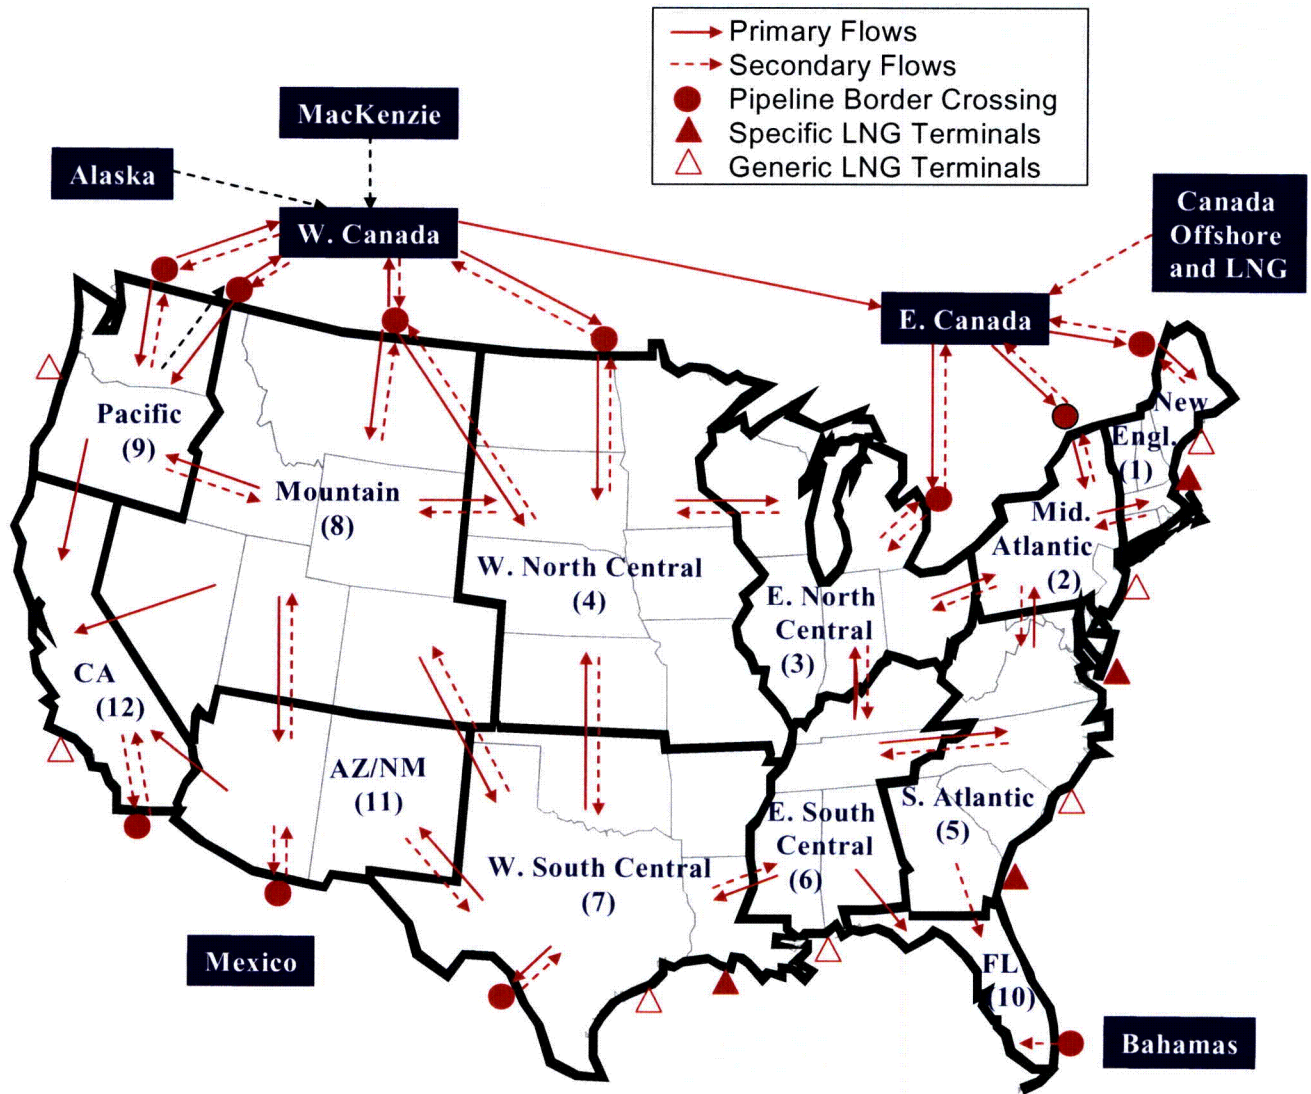 Primary Flows
Secondary Flows
Pipeline Border Crossing
Specific LNG Terminals
Generic LNG Terminals
MacKenzie
Alaska
W. Canada
Canada
Offshore
and LNG
E. Canada
Pacific
(9)
Mountain
(8)
W. North Central
(4)
E. North
Central
(3)
Mid.
Atlantic
(2)
New
Engl.
(1)
CA
(12)
AZ/NM
(11)
W. South Central
(7)
E. South
Central
(6)
S. Atlantic
(5)
FL
(10)
Mexico
Bahamas